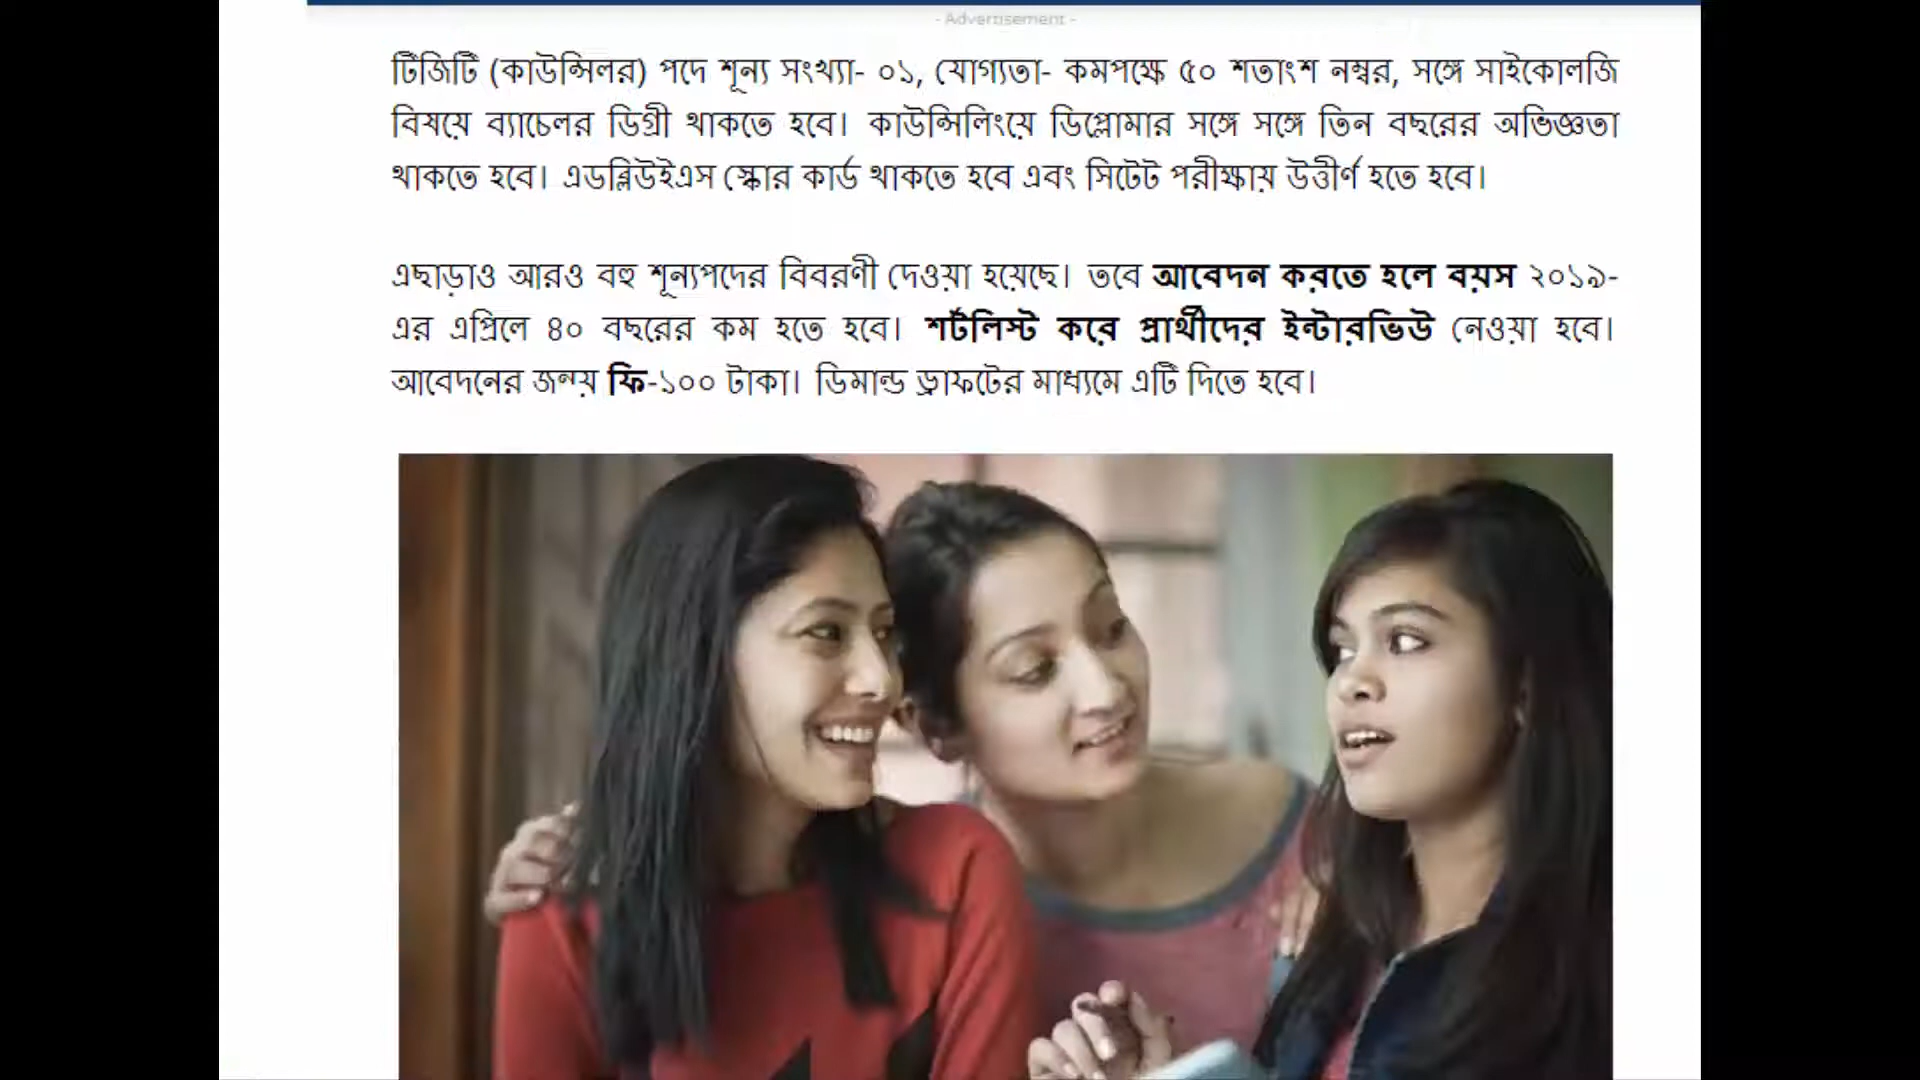 - Advertisement -
টিজিটি (কাউন্সিলর) পদে শূন্য সংখ্যা- ০১, যোগ্যতা- কমপক্ষে ৫০ শতাংশ নম্বর, সঙ্গে সাইকোলজি
বিষয়ে ব্যাচেলর ডিগ্রী থাকতে হবে। কাউন্সিলিংয়ে ডিপ্লোমার সঙ্গে সঙ্গে তিন বছরের অভিজ্ঞতা
থাকতে হবে। এডব্লিউইএস স্কোর কার্ড থাকতে হবে এবং সিটেট পরীক্ষায় উত্তীর্ণ হতে হবে।
এছাড়াও আরও বহু শূন্যপদের বিবরণী দেওয়া হয়েছে। তবে আবেদন করতে হলে বয়স ২০১৯-
এর এপ্রিলে ৪০ বছরের কম হতে হবে। শর্টলিস্ট করে প্রার্থীদের ইন্টারভিউ নেওয়া হবে।
আবেদনের জন্য় ফি-১০০ টাকা। ডিমান্ড ড্রাফটের মাধ্যমে এটি দিতে হবে।